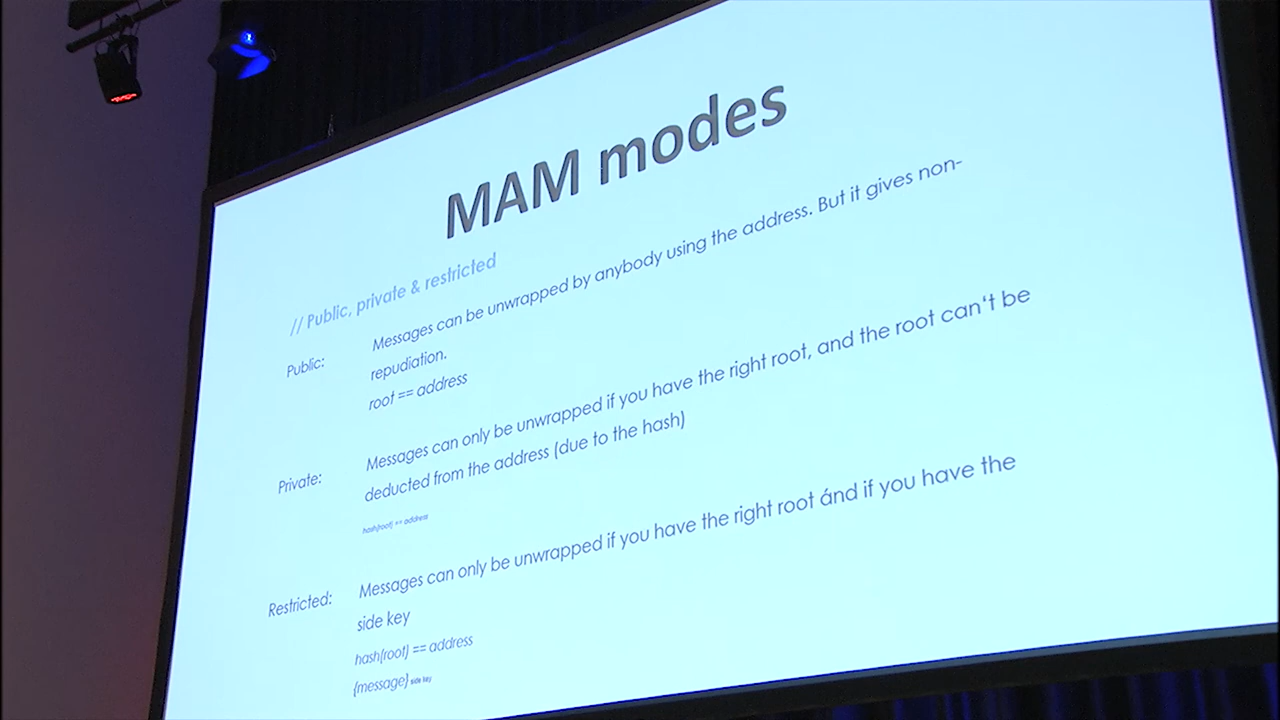 MAM modes
// Public, private & restricted
Public: Messages can be unwrapped by anybody using the address. But it gives non-
repudiation.
root == address
Private: Messages can only be unwrapped if you have the right root, and the root can't be
deducted from the address (due to the hash)
hash(root) == address
Restricted: Messages can only be unwrapped if you have the right root ánd if you have the
side key
hash(root) == address
{message} side key